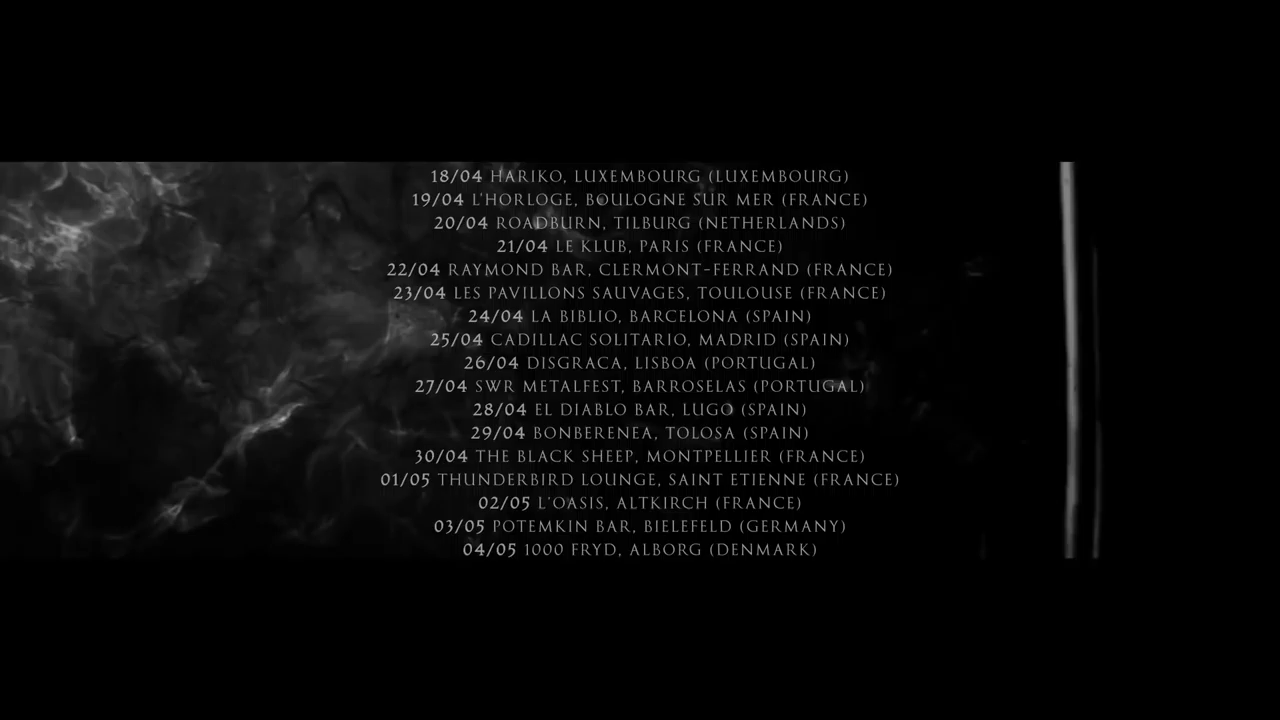 18/04 HARIKO, LUXEMBOURG (LUXEMBOURG)
19/04 L'HORLOGE, BOULOGNE SUR MER (FRANCE)
20/04 ROADBURN, TILBURG (NETHERLANDS)
21/04 LE KLUB, PARIS (FRANCE)
22/04 RAYMOND BAR, CLERMONT-FERRAND (FRANCE)
23/04 LES PAVILLONS SAUVAGES, TOULOUSE (FRANCE)
24/04 LA BIBLIO, BARCELONA (SPAIN)
25/04 CADILLAC SOLITARIO, MADRID (SPAIN)
26/04 DISGRACA, LISBOA (PORTUGAL)
27/04 SWR METALFEST, BARROSELAS (PORTUGAL)
28/04 EL DIABLO BAR, LUGO (SPAIN)
29/04 BONBERENEA, TOLOSA (SPAIN)
30/04 THE BLACK SHEEP, MONTPELLIER (FRANCE)
01/05 THUNDERBIRD LOUNGE, SAINT ETIENNE (FRANCE)
02/05 L'OASIS, ALTKIRCH (FRANCE)
03/05 POTEMKIN BAR, BIELEFELD (GERMANY)
04/05 1000 FRYD, ALBORG (DENMARK)